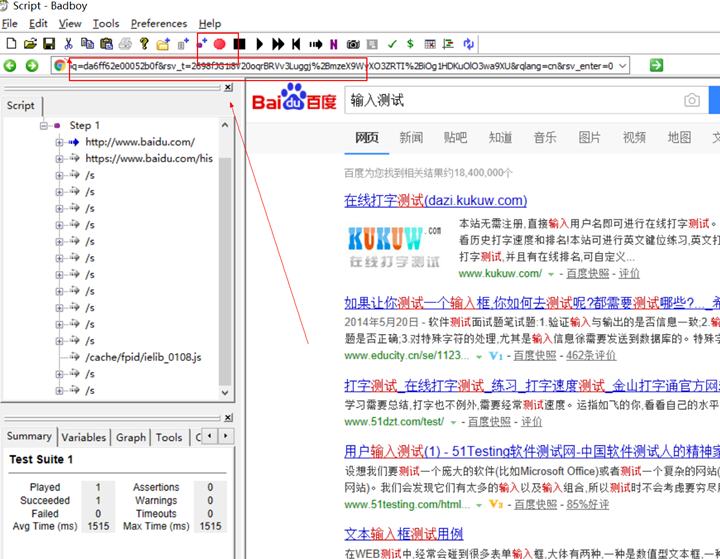 Script - Badboy
File Edit View Tools Preferences Help
iq=da6ff62e00052b0f&rsv_t=
XO3ZRTI%2BiOg1HDKuOlO3wa9XU&rqlang=cn&rsv_enter=0
Script
Step 1
http://www.baidu.com/
https://www.baidu.com/his
/s
/s
/s
/s
/s
/s
/s
/s
/s
/s
/s
/cache/fpid/ielib_0108.js
/s
/s
Summary Variables Graph Tools
Test Suite 1
Played 1 Assertions 0
Succeeded 1 Warnings 0
Failed 0 Timeouts 0
Avg Time (ms) 1515 Max Time (ms) 1515
Bai du 百度 输入测试
网页 新闻 贴吧 知道 音乐 图片 视频 地图
百度为您找到相关结果约18,400,000个
在线打字测试(dazi.kukuw.com)
KUKUW.com
在线打字测试
本站无需注册,直接输入用户名即可进行在线打字测试。
看历史打字速度和排名!本站可进行英文键位练习,英文打
打字测试,并且有在线排名,可自定义...
www.kukuw.com/ - 百度快照 - 评价
如果让你测试一个输入框,你如何去测试呢?都需要测试哪些?..._希
2014年5月20日 - 软件测试面试题笔试题:1.验证输入与输出的是否信息一致;2.输
题是否正确;3.对特殊字符的处理,尤其是输入信息徐需要发送到数据库的。特殊字
www.educity.cn/se/1123... V1 - 百度快照 - 462条评价
打字测试_在线打字测试_练习_打字速度测试_金山打字通官方网
学习需要总结,打字也不例外,需要经常测试速度。运指如飞的你,看看自己的水平
www.51dzt.com/test/ - 百度快照 - 评价
用户输入测试(1) - 51Testing软件测试网-中国软件测试人的精神家
设想我们要测试一个庞大的软件(比如Microsoft Office)或者测试一个复杂的网站(
网站)。我们会发现它们有太多的输入以及输入组合,所以测试时不会考虑要穷尽
www.51testing.com/html... V3 - 百度快照 - 85%好评
文本输入框测试用例
在WEB测试中,经常会碰到很多表单输入框,大体有两种,一种是数值型文本框,一